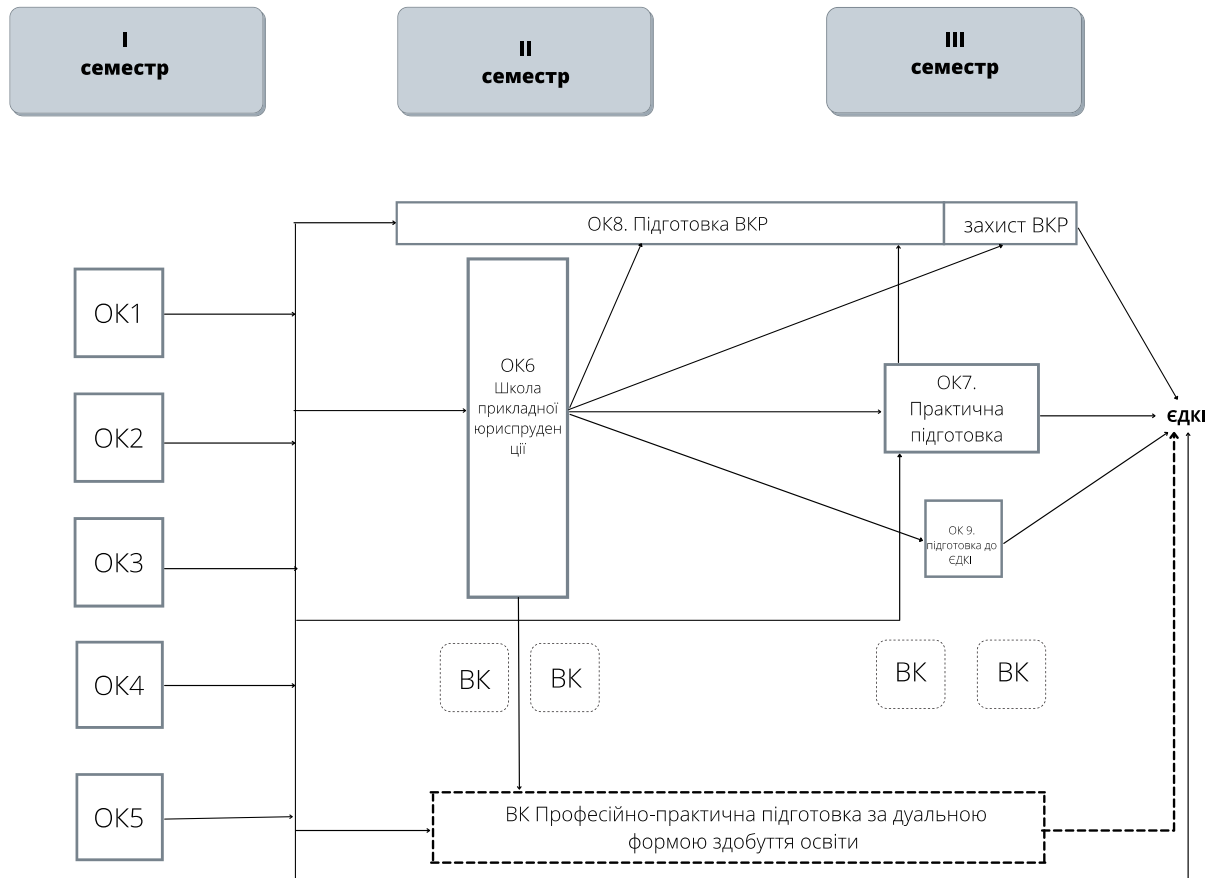 I
семестр
II
семестр
III
семестр
ОК8. Підготовка ВКР
захист ВКР
ОК1
ОК2
ОК3
ОК4
ОК5
ОК6
Школа
прикладної
юриспруден
ції
ОК7.
Практична
підготовка
ЄДКІ
ОК 9.
підготовка до
ЄДКІ
ВК
ВК
ВК
ВК
ВК Професійно-практична підготовка за дуальною
формою здобуття освіти